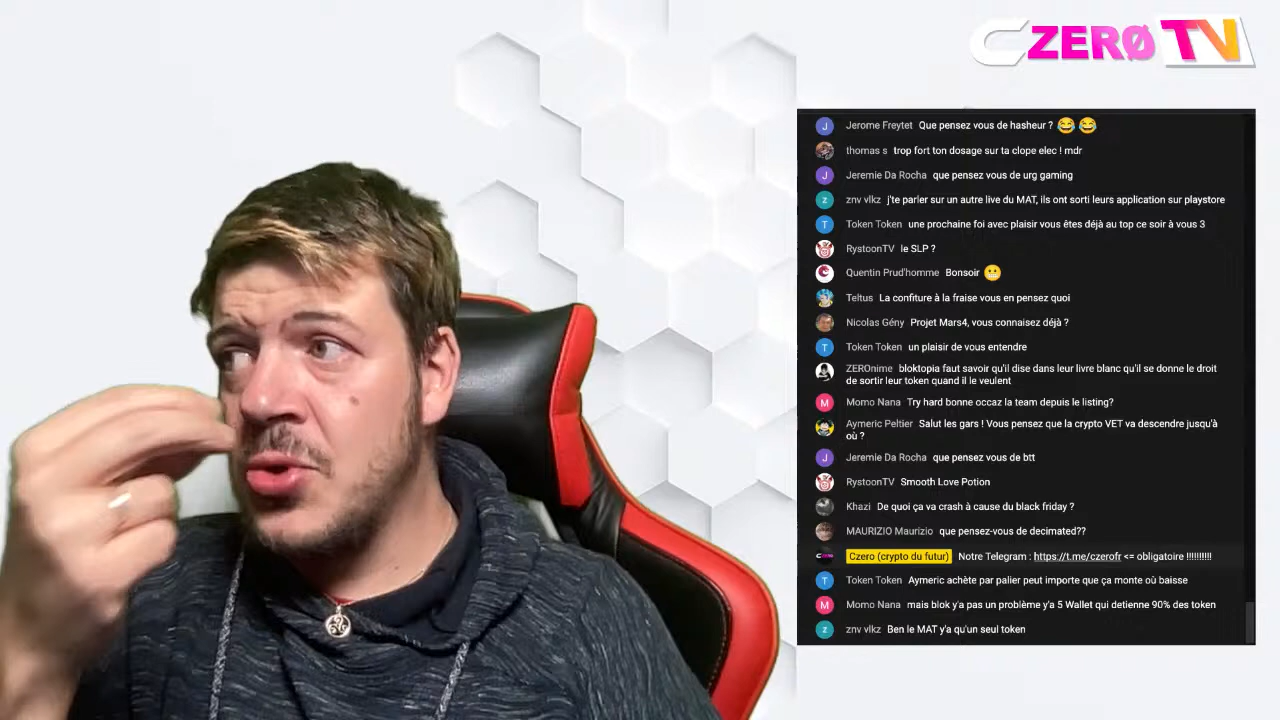 CZERØ TV
J Jerome Freytet Que pensez vous de hasheur ? 😂 😂
thomas s trop fort ton dosage sur ta clope elec ! mdr
J Jeremie Da Rocha que pensez vous de urg gaming
z znv vlkz j'te parler sur un autre live du MAT, ils ont sorti leurs application sur playstore
T Token Token une prochaine foi avec plaisir vous êtes déjà au top ce soir à vous 3
RystoonTV le SLP ?
Quentin Prud'homme Bonsoir 😬
Teltus La confiture à la fraise vous en pensez quoi
Nicolas Gény Projet Mars4, vous connaisez déjà ?
T Token Token un plaisir de vous entendre
ZEROnime bloktopia faut savoir qu'il dise dans leur livre blanc qu'il se donne le droit
de sortir leur token quand il le veulent
M Momo Nana Try hard bonne occaz la team depuis le listing?
Aymeric Peltier Salut les gars ! Vous pensez que la crypto VET va descendre jusqu'à
où ?
J Jeremie Da Rocha que pensez vous de btt
RystoonTV Smooth Love Potion
Khazi De quoi ça va crash à cause du black friday ?
MAURIZIO Maurizio que pensez-vous de decimated??
Czero (crypto du futur) Notre Telegram : https://t.me/czerofr <= obligatoire !!!!!!!!!!
T Token Token Aymeric achète par palier peut importe que ça monte où baisse
M Momo Nana mais blok y'a pas un problème y'a 5 Wallet qui detienne 90% des token
z znv vlkz Ben le MAT y'a qu'un seul token